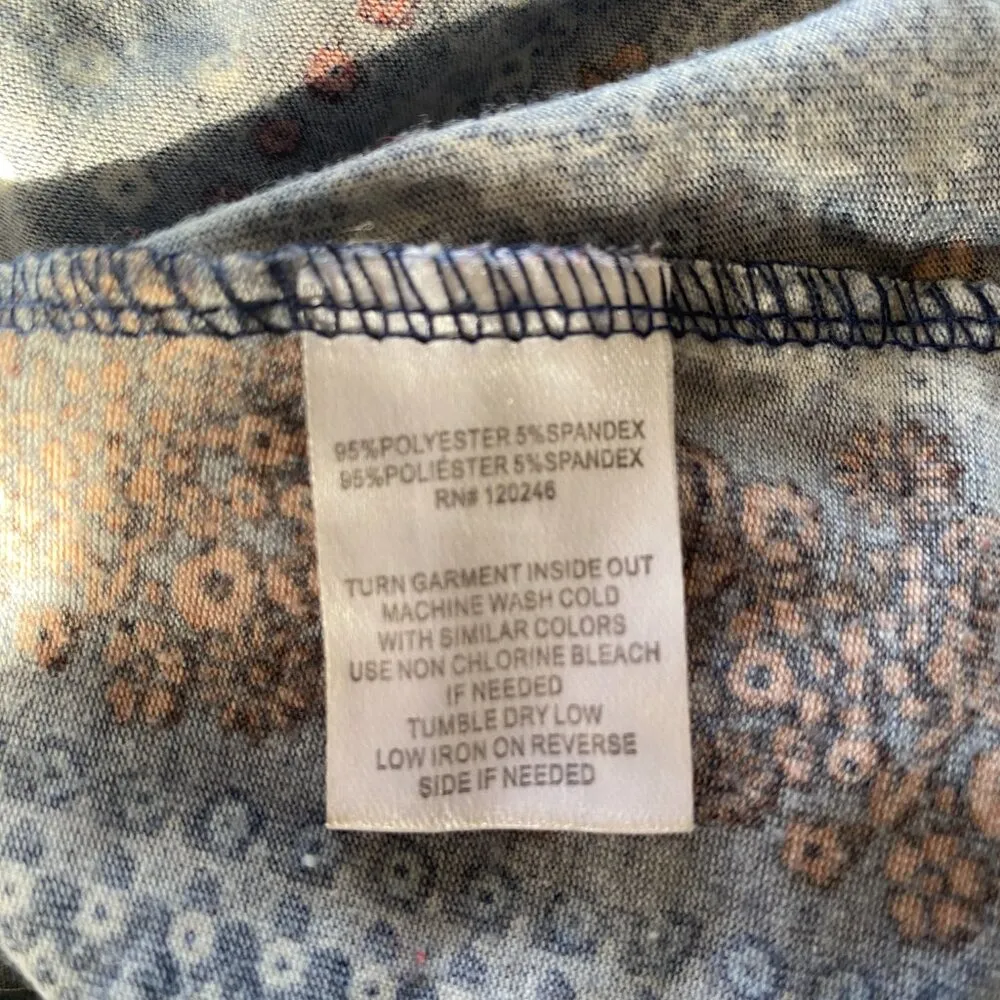 95%POLYESTER 5%SPANDEX
95%POLIÉSTER 5%SPANDEX
RN# 120246
TURN GARMENT INSIDE OUT
MACHINE WASH COLD
WITH SIMILAR COLORS
USE NON CHLORINE BLEACH
IF NEEDED
TUMBLE DRY LOW
LOW IRON ON REVERSE
SIDE IF NEEDED